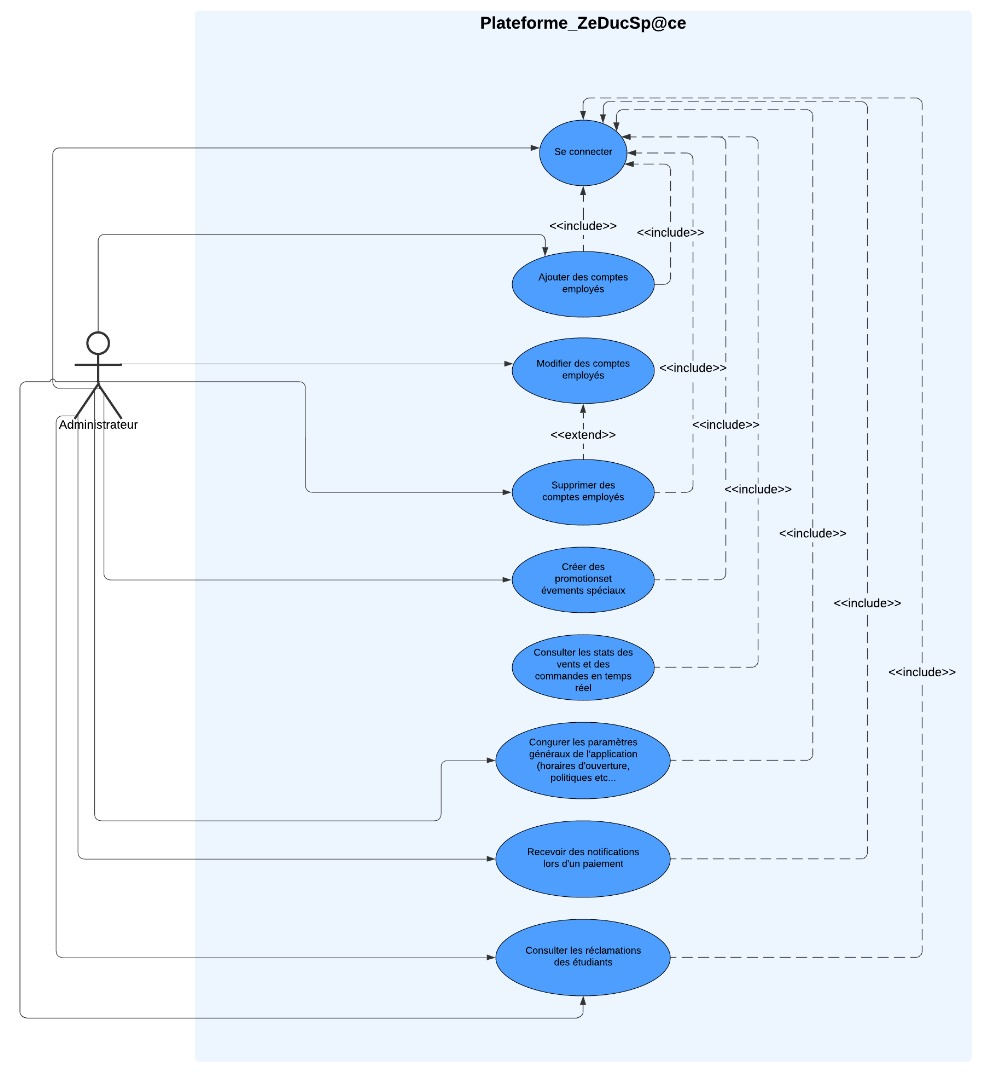 Plateforme_ZeDucSp@ce
Se connecter
<<include>>
<<include>>
Ajouter des comptes
employés
Modifier des comptes
employés
<<include>>
Administrateur
<<extend>>
<<include>>
Supprimer des
comptes employés
<<include>>
<<include>>
Créer des
promotionset
évements spéciaux
<<include>>
Consulter les stats des
vents et des
commandes en temps
réel
<<include>>
Congurer les paramètres
généraux de l'application
(horaires d'ouverture,
politiques etc...
Recevoir des notifications
lors d'un paiement
Consulter les réclamations
des étudiants